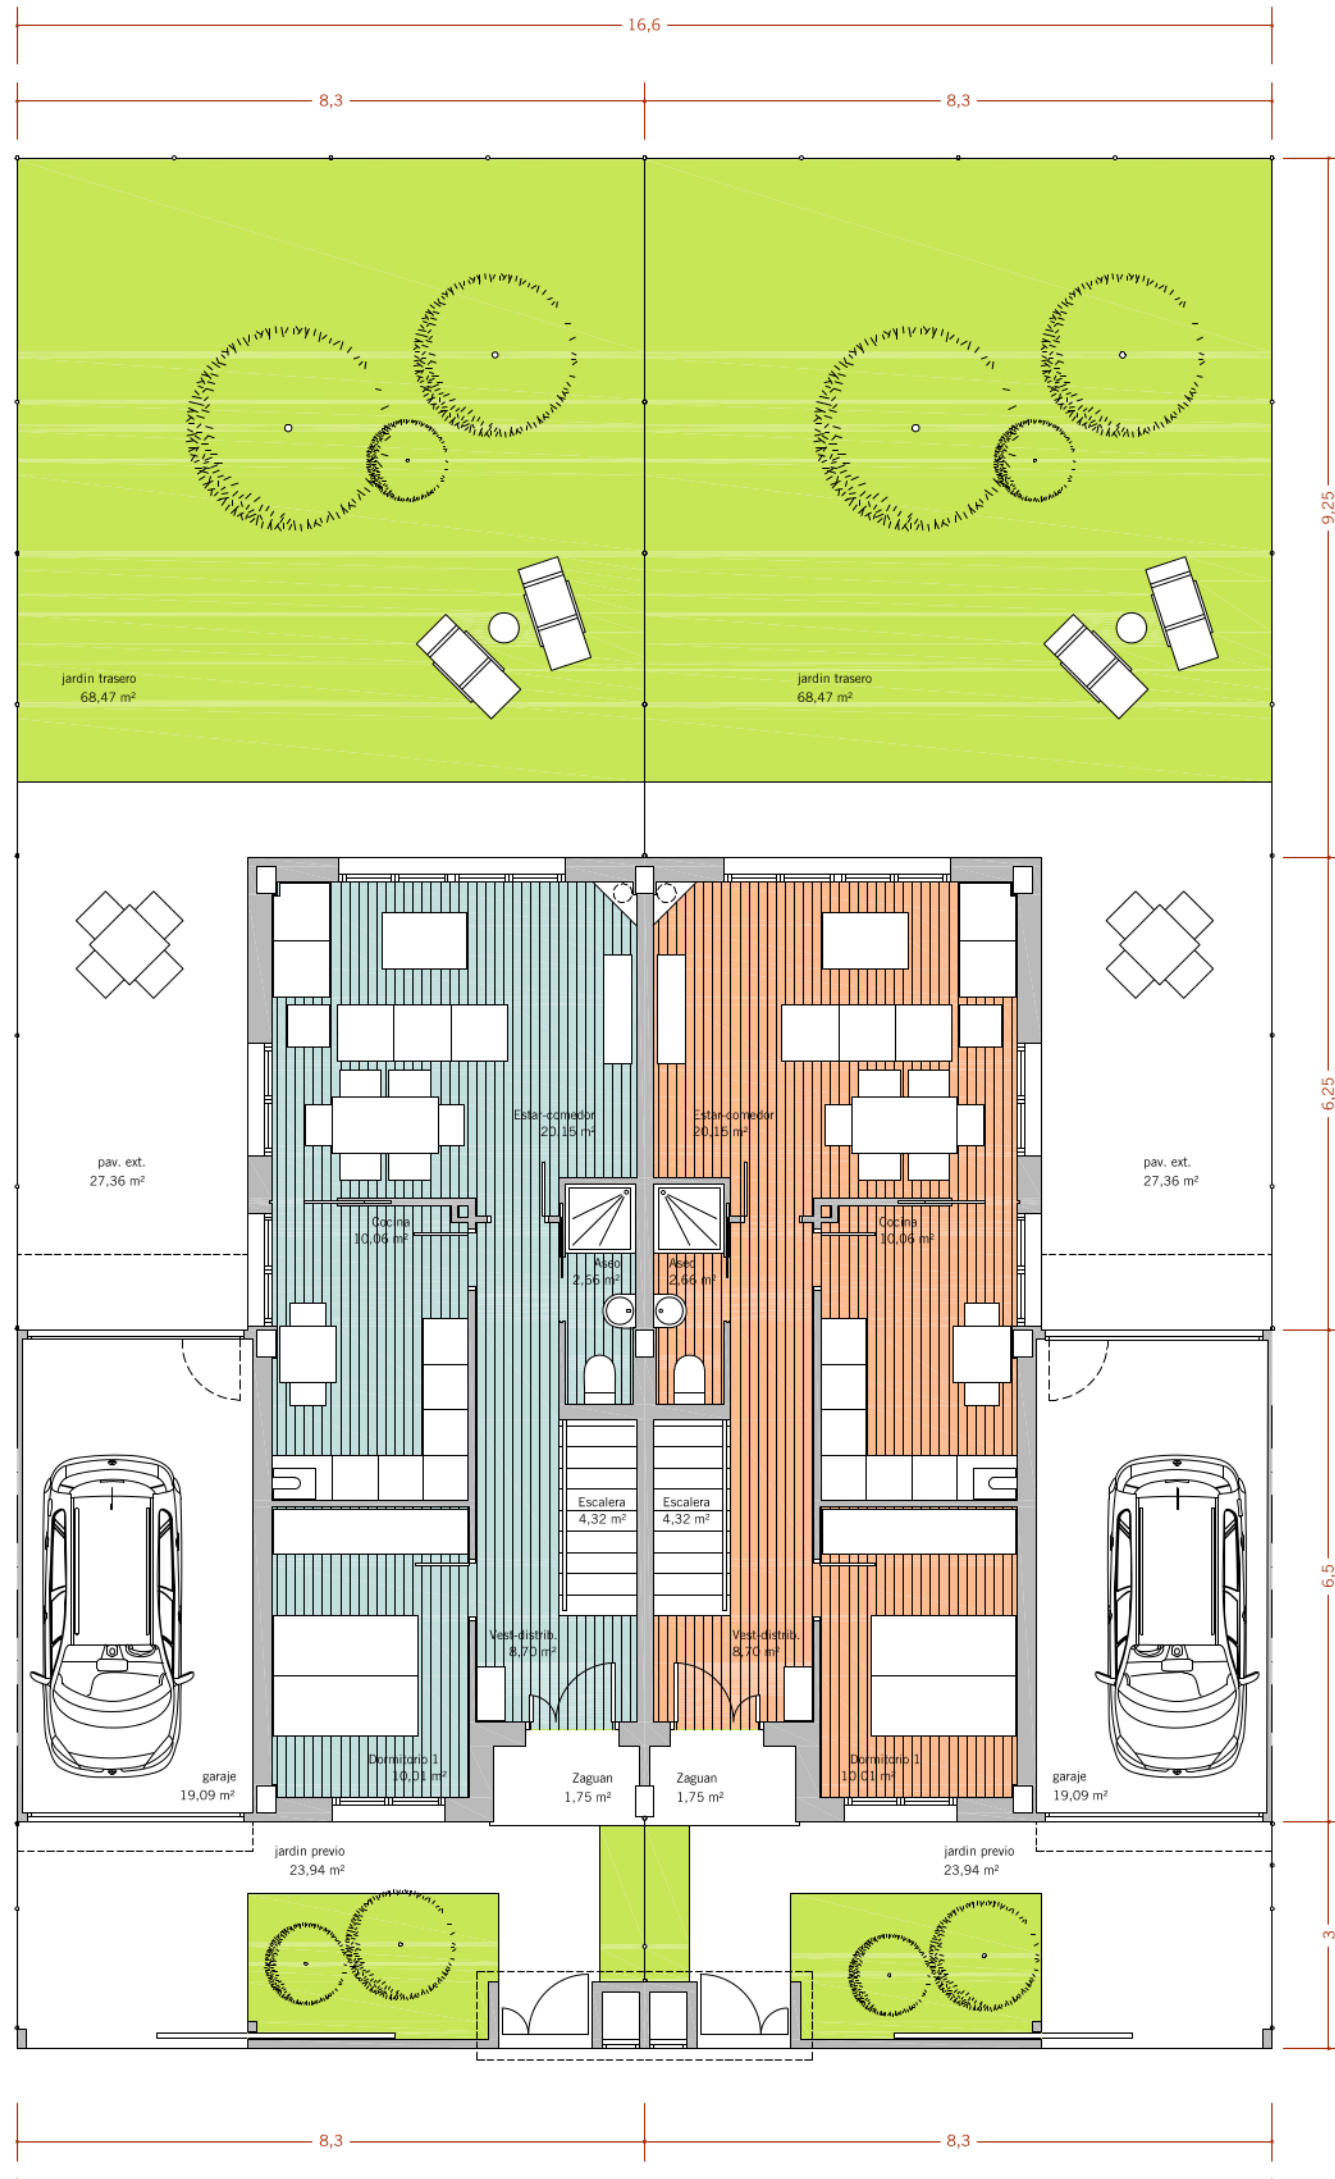 16,6
8,3
8,3
9,25
jardin trasero
68,47 m²
jardin trasero
68,47 m²
6,25
Estar-comedor
20,15 m²
Estar-comedor
20,15 m²
pav. ext.
27,36 m²
pav. ext.
27,36 m²
Cocina
10,06 m²
Cocina
10,06 m²
Aseo
2,66 m²
Aseo
2,66 m²
Escalera
4,32 m²
Escalera
4,32 m²
6,5
Vest-distrib.
8,70 m²
Vest-distrib.
8,70 m²
Dormitorio 1
10,01 m²
Dormitorio 1
10,01 m²
garaje
19,09 m²
Zaguan
1,75 m²
Zaguan
1,75 m²
garaje
19,09 m²
jardin previo
23,94 m²
jardin previo
23,94 m²
3
8,3
8,3